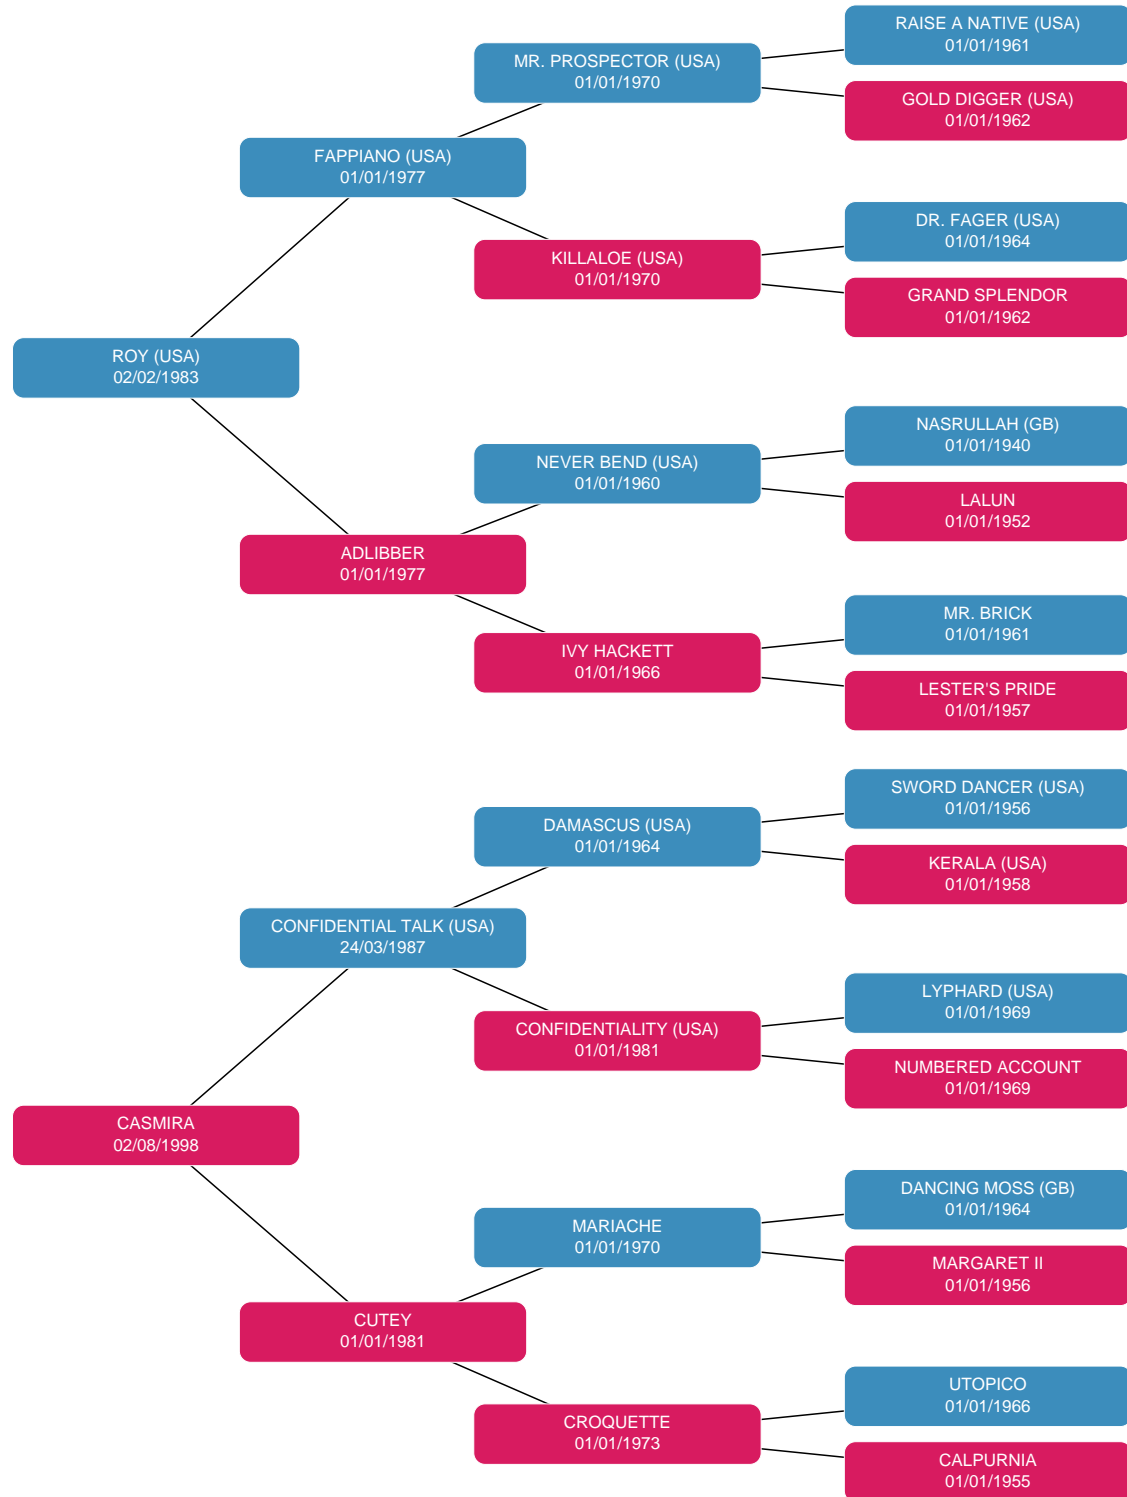 RAISE A NATIVE (USA)
01/01/1961
MR. PROSPECTOR (USA)
01/01/1970
GOLD DIGGER (USA)
01/01/1962
FAPPIANO (USA)
01/01/1977
DR. FAGER (USA)
01/01/1964
KILLALOE (USA)
01/01/1970
GRAND SPLENDOR
01/01/1962
ROY (USA)
02/02/1983
NASRULLAH (GB)
01/01/1940
NEVER BEND (USA)
01/01/1960
LALUN
01/01/1952
ADLIBBER
01/01/1977
MR. BRICK
01/01/1961
IVY HACKETT
01/01/1966
LESTER'S PRIDE
01/01/1957
SWORD DANCER (USA)
01/01/1956
DAMASCUS (USA)
01/01/1964
KERALA (USA)
01/01/1958
CONFIDENTIAL TALK (USA)
24/03/1987
LYPHARD (USA)
01/01/1969
CONFIDENTIALITY (USA)
01/01/1981
NUMBERED ACCOUNT
01/01/1969
CASMIRA
02/08/1998
DANCING MOSS (GB)
01/01/1964
MARIACHE
01/01/1970
MARGARET II
01/01/1956
CUTEY
01/01/1981
UTOPICO
01/01/1966
CROQUETTE
01/01/1973
CALPURNIA
01/01/1955